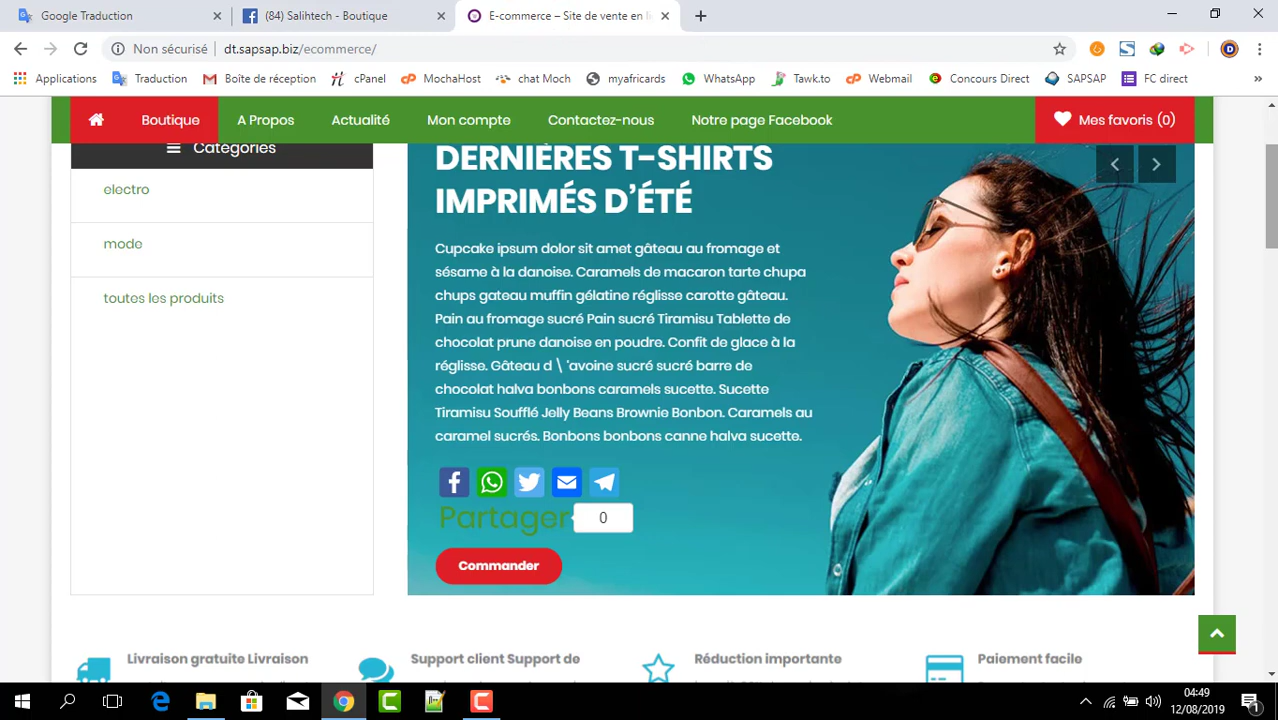 Google Traduction
(84) Salihtech - Boutique
E-commerce – Site de vente en li
Non sécurisé
dt.sapsap.biz/ecommerce/
Applications
Traduction
Boîte de réception
cPanel
MochaHost
chat Moch
myafricards
WhatsApp
Tawk.to
Webmail
Concours Direct
SAPSAP
FC direct
»
Boutique
A Propos
Actualité
Mon compte
Contactez-nous
Notre page Facebook
Mes favoris (0)
Catégories
electro
mode
toutes les produits
DERNIÈRES T-SHIRTS
IMPRIMÉS D'ÉTÉ
Cupcake ipsum dolor sit amet gâteau au fromage et
sésame à la danoise. Caramels de macaron tarte chupa
chups gateau muffin gélatine réglisse carotte gâteau.
Pain au fromage sucré Pain sucré Tiramisu Tablette de
chocolat prune danoise en poudre. Confit de glace à la
réglisse. Gâteau d \ 'avoine sucré sucré barre de
chocolat halva bonbons caramels sucette. Sucette
Tiramisu Soufflé Jelly Beans Brownie Bonbon. Caramels au
caramel sucrés. Bonbons bonbons canne halva sucette.
Partager
0
Commander
Livraison gratuite Livraison
Support client Support de
Réduction importante
Paiement facile
04:49
12/08/2019
1